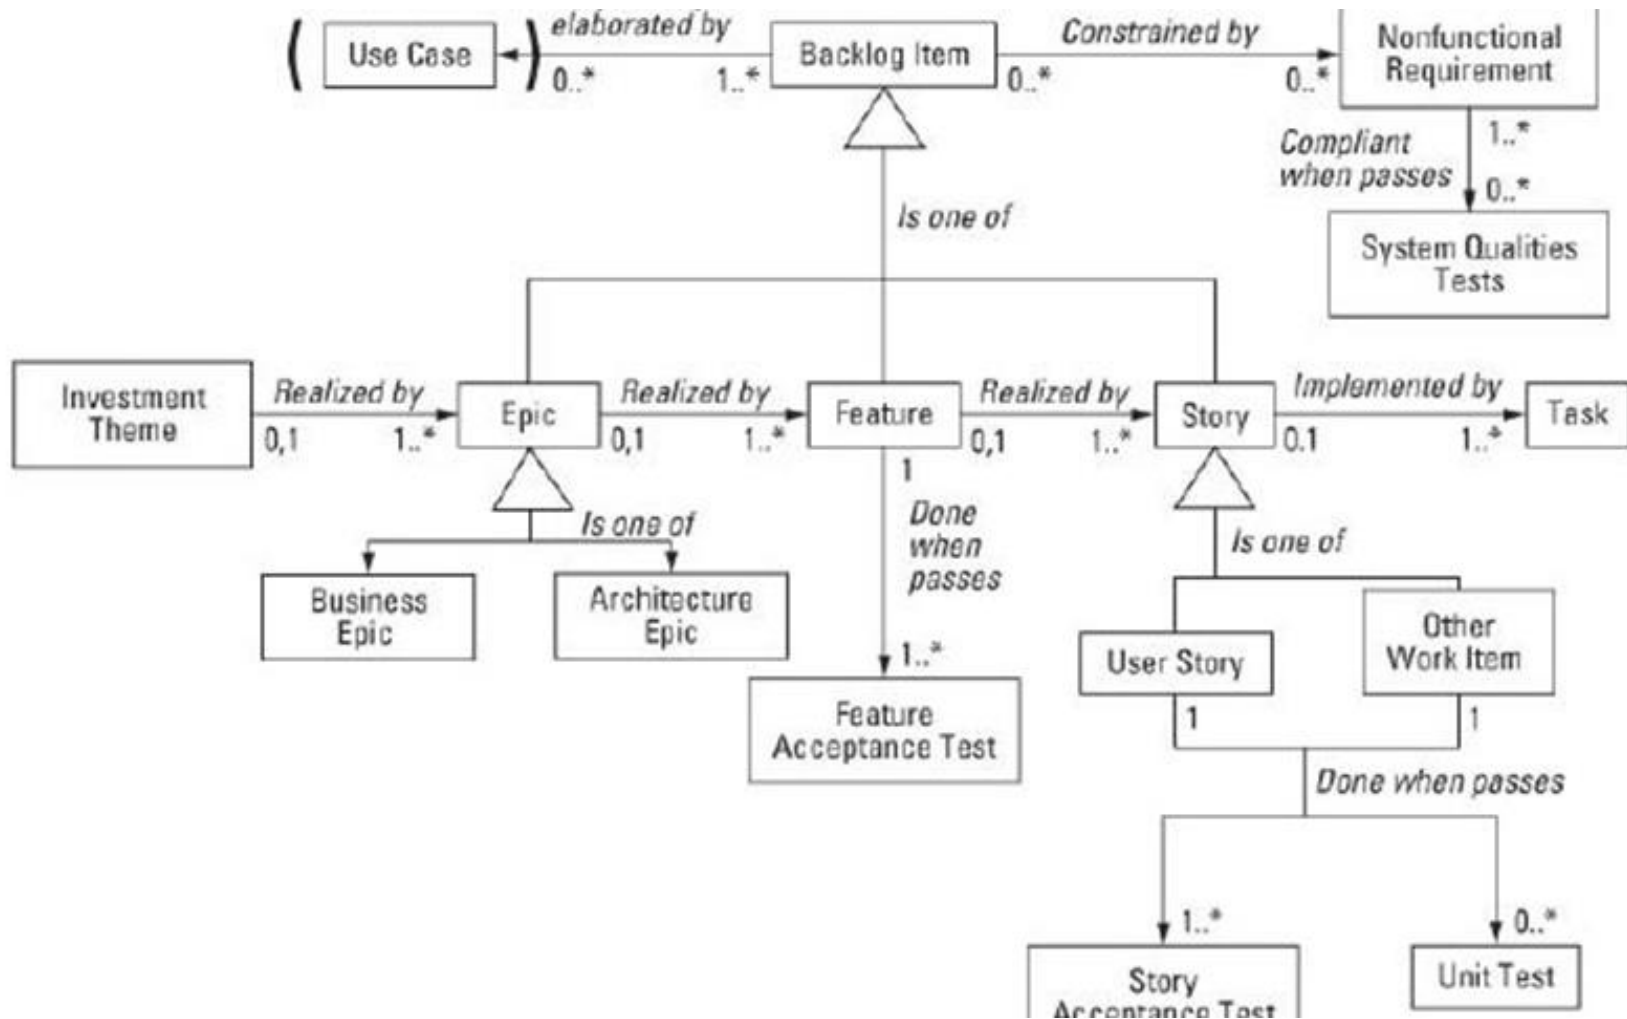 elaborated by
Constrained by
( Use Case )
Backlog Item
Nonfunctional
Requirement
0..*
1..*
0..*
0..*
1..*
Compliant
when passes
0..*
Is one of
System Qualities
Tests
Investment
Theme
Realized by
Epic
Realized by
Feature
Realized by
Story
Implemented by
Task
0,1
1..*
0,1
1..*
0,1
1..*
0.1
1..*
1
Done
when
passes
Is one of
Is one of
Business
Epic
Architecture
Epic
Other
Work Item
User Story
1..*
1
1
Feature
Acceptance Test
Done when passes
1..*
0..*
Story
Acceptance Test
Unit Test